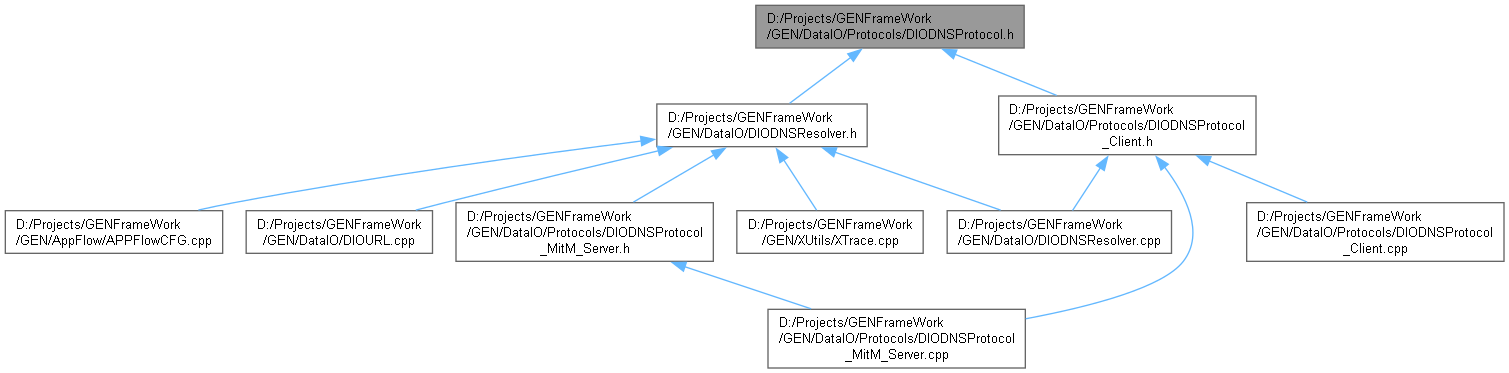 D:/Projects/GENFrameWork
/GEN/DataIO/Protocols/DIODNSProtocol.h
D:/Projects/GENFrameWork
/GEN/DataIO/DIODNSResolver.h
D:/Projects/GENFrameWork
/GEN/DataIO/Protocols/DIODNSProtocol
_Client.h
D:/Projects/GENFrameWork
/GEN/AppFlow/APPFlowCFG.cpp
D:/Projects/GENFrameWork
/GEN/DataIO/DIOURL.cpp
D:/Projects/GENFrameWork
/GEN/DataIO/Protocols/DIODNSProtocol
_MitM_Server.h
D:/Projects/GENFrameWork
/GEN/XUtils/XTrace.cpp
D:/Projects/GENFrameWork
/GEN/DataIO/DIODNSResolver.cpp
D:/Projects/GENFrameWork
/GEN/DataIO/Protocols/DIODNSProtocol
_Client.cpp
D:/Projects/GENFrameWork
/GEN/DataIO/Protocols/DIODNSProtocol
_MitM_Server.cpp